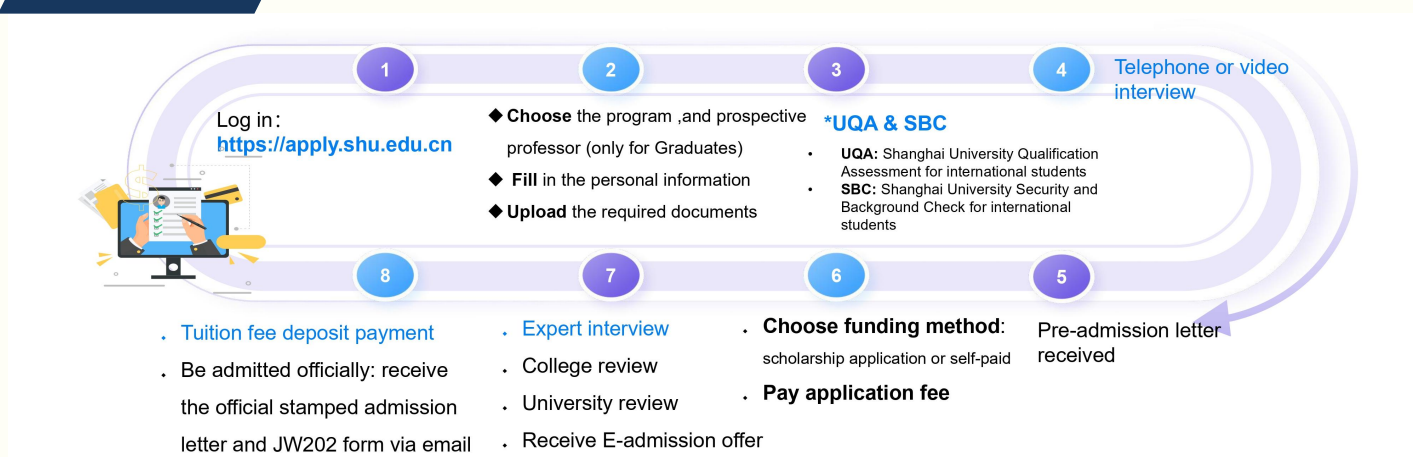 1
Log in：
https://apply.shu.edu.cn
2
◆ Choose the program ,and prospective
professor (only for Graduates)
◆ Fill in the personal information
◆ Upload the required documents
3
*UQA & SBC
• UQA: Shanghai University Qualification
Assessment for international students
• SBC: Shanghai University Security and
Background Check for international
students
4
Telephone or video
interview
5
Pre-admission letter
received
6
• Choose funding method:
scholarship application or self-paid
• Pay application fee
7
• Expert interview
• College review
• University review
• Receive E-admission offer
8
• Tuition fee deposit payment
• Be admitted officially: receive
the official stamped admission
letter and JW202 form via email